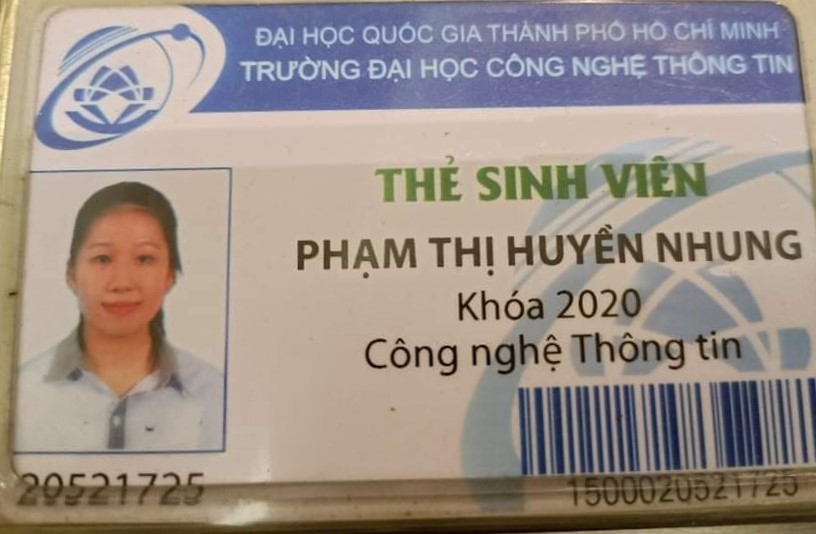 ĐẠI HỌC QUỐC GIA THÀNH PHỐ HỒ CHÍ MINH
TRƯỜNG ĐẠI HỌC CÔNG NGHỆ THÔNG TIN
THẺ SINH VIÊN
PHẠM THỊ HUYỀN NHUNG
Khóa 2020
Công nghệ Thông tin
20521725
1500020521725